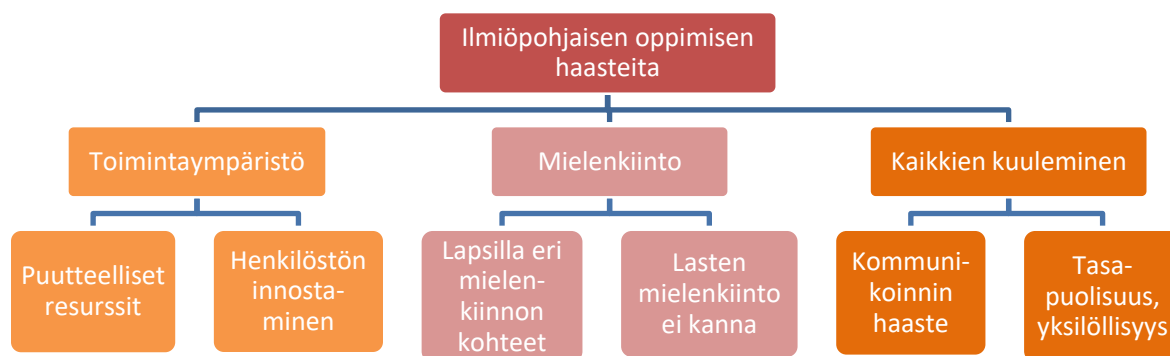 Ilmiöpohjaisen oppimisen
haasteita
Toimintaympäristö
Mielenkiinto
Kaikkien kuuleminen
Puutteelliset
resurssit
Henkilöstön
innosta-
minen
Lapsilla eri
mielen-
kiinnon
kohteet
Lasten
mielenkiinto
ei kanna
Kommuni-
koinnin
haaste
Tasa-
puolisuus,
yksilöllisyys